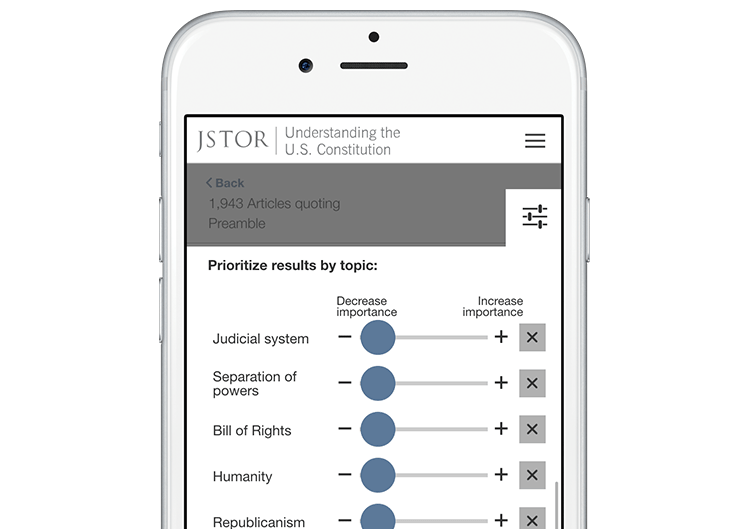 JSTOR
Understanding the
U.S. Constitution
Back
1,943 Articles quoting
Preamble
Prioritize results by topic:
Decrease
importance
Increase
importance
Judicial system
Separation of
powers
Bill of Rights
Humanity
Republicanism